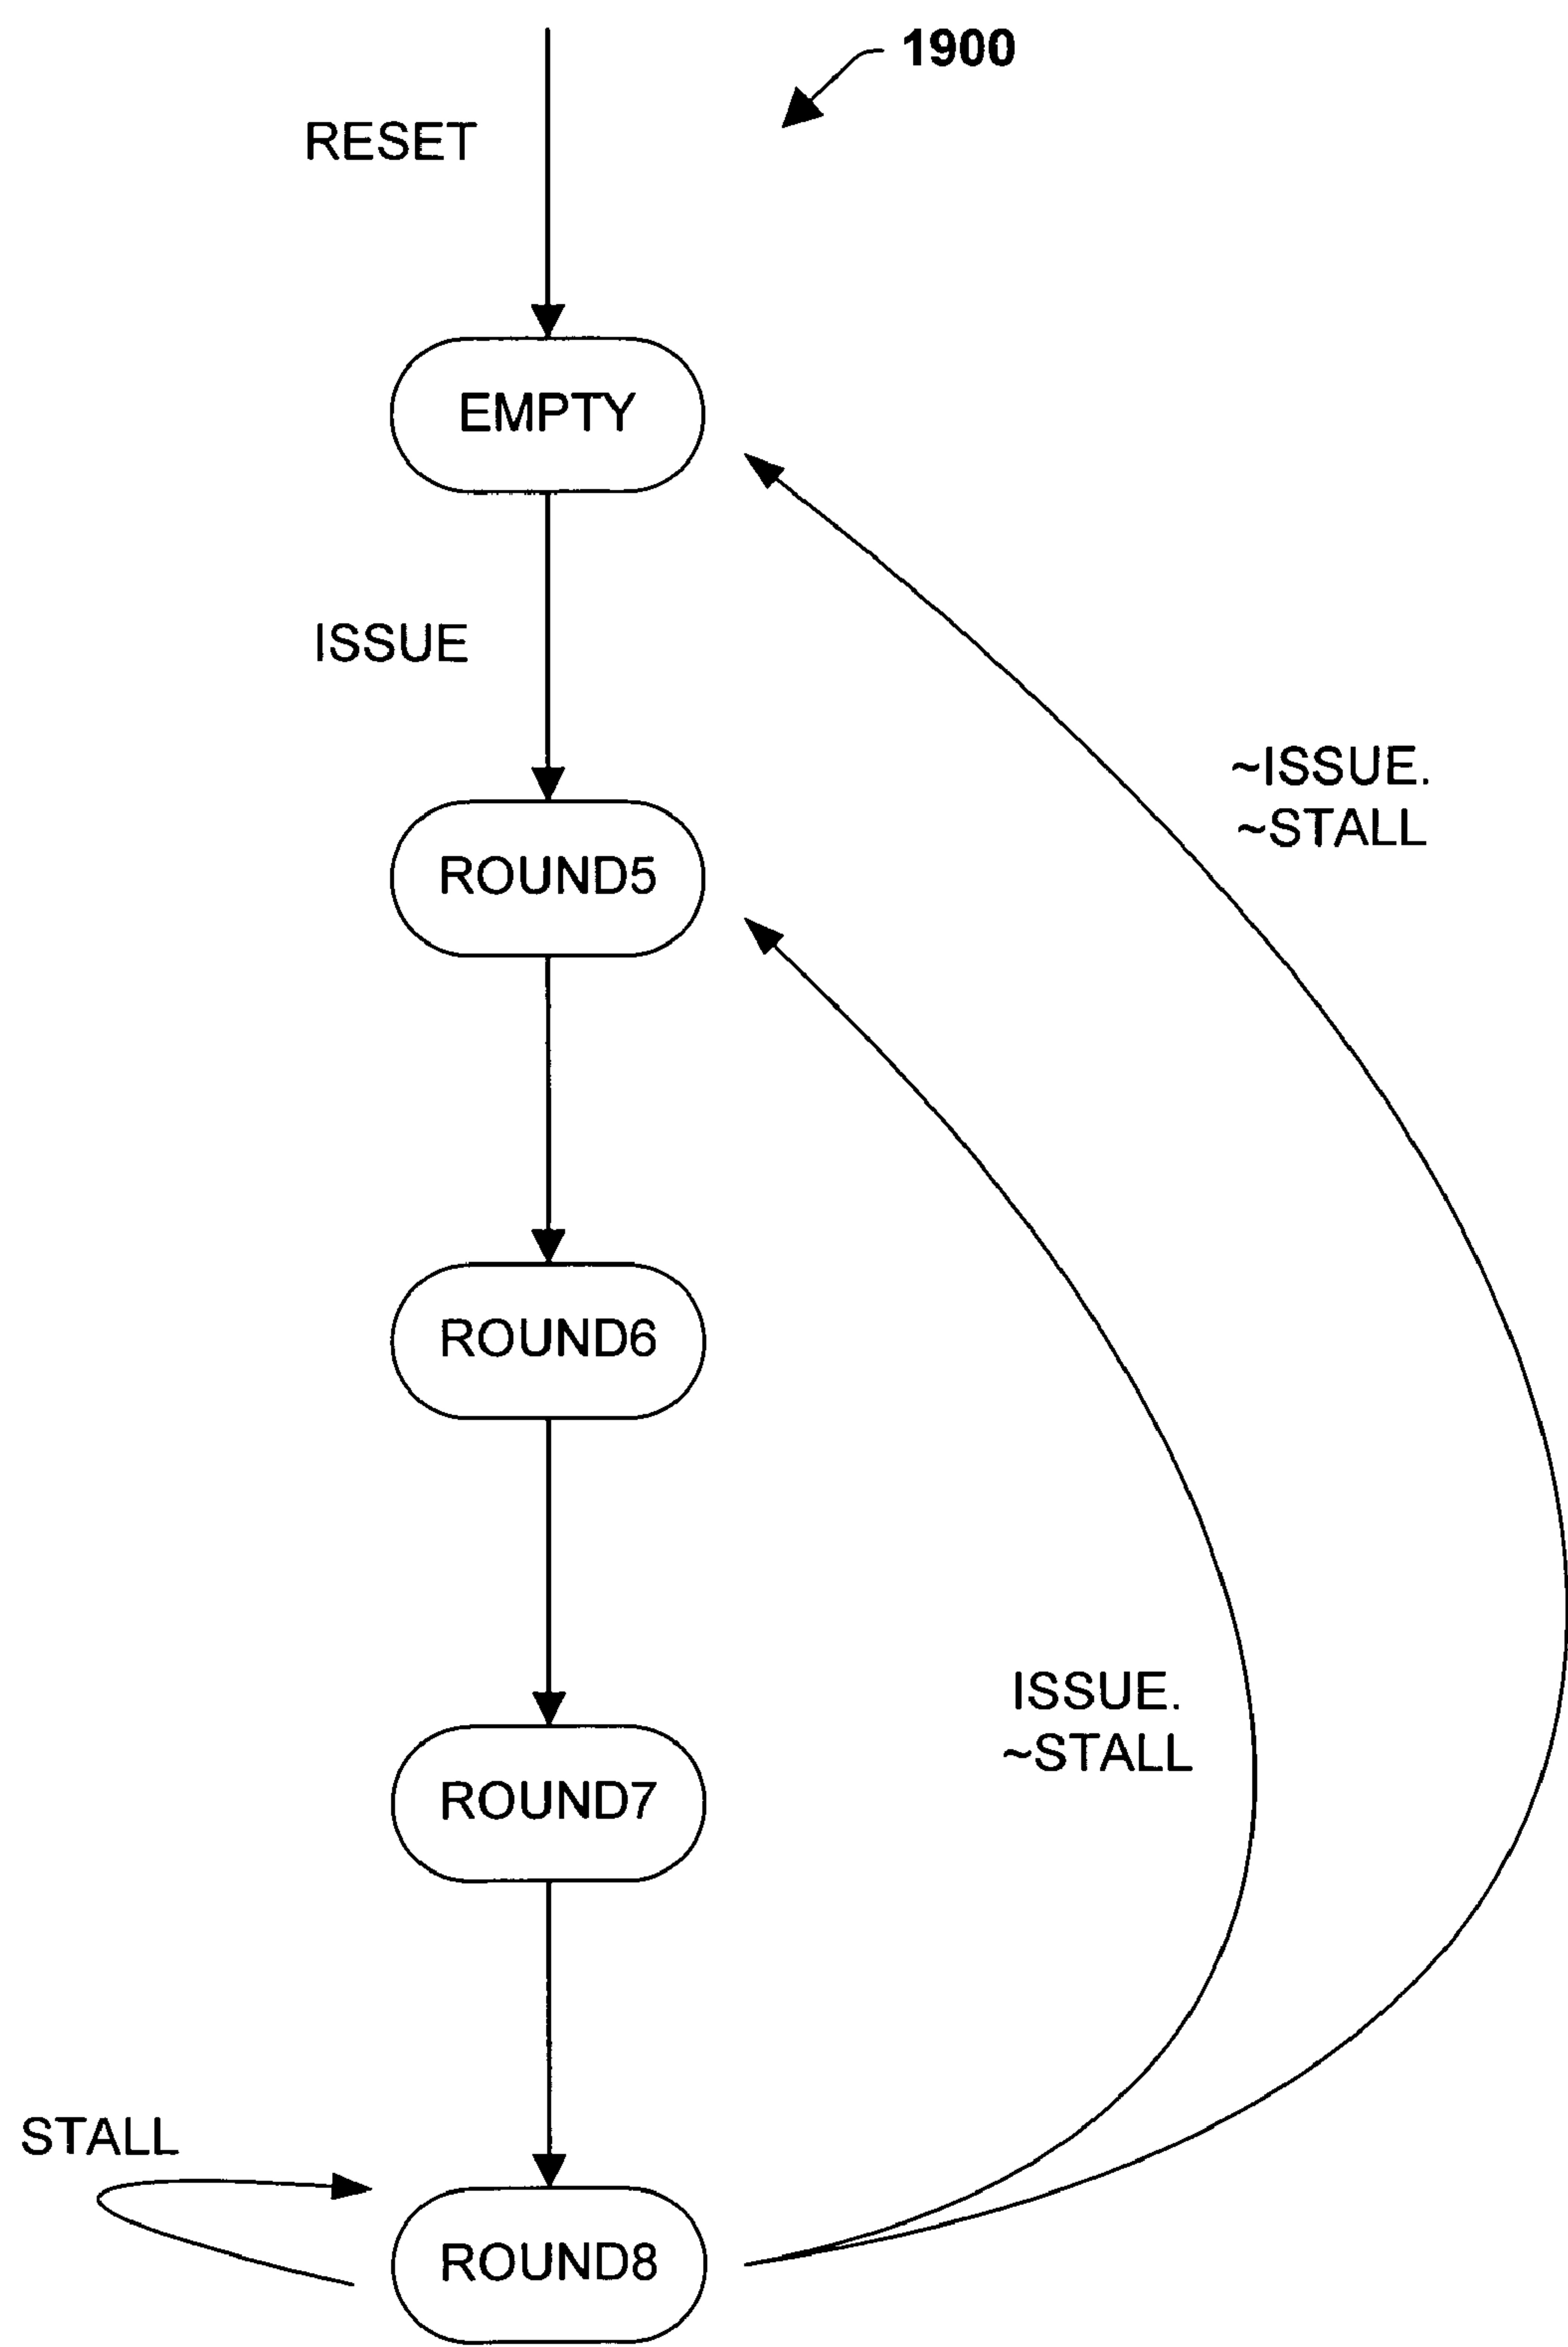 1900
RESET
EMPTY
ISSUE
~ISSUE.
~STALL
ROUND5
ROUND6
ISSUE.
~STALL
ROUND7
STALL
ROUND8